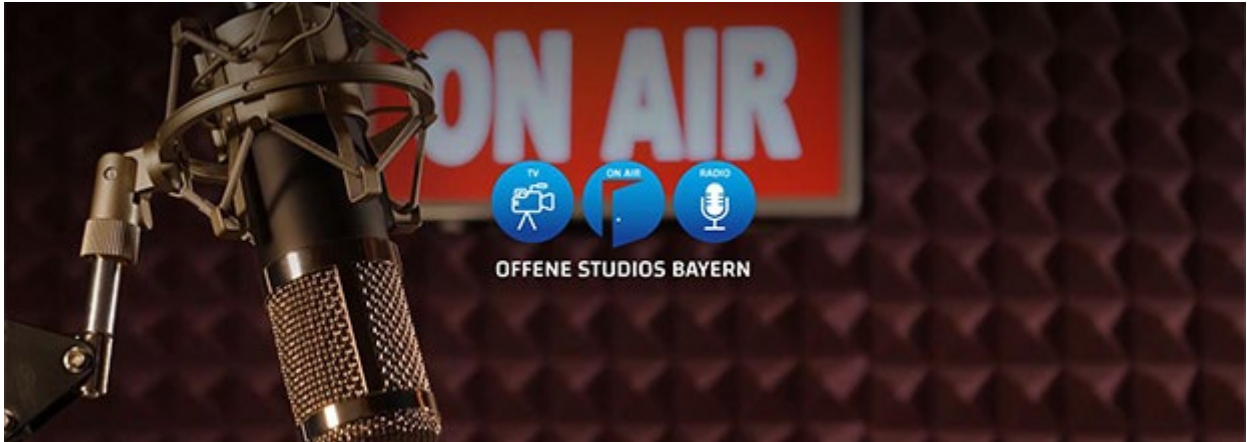 ON AIR
TV
ON AIR
RADIO
OFFENE STUDIOS BAYERN